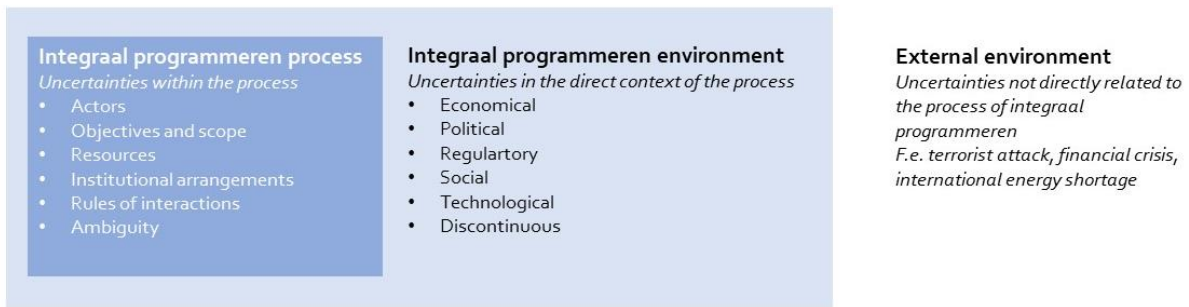 Integraal programmeren process
Uncertainties within the process
• Actors
• Objectives and scope
• Resources
• Institutional arrangements
• Rules of interactions
• Ambiguity
Integraal programmeren environment
Uncertainties in the direct context of the process
• Economical
• Political
• Regulartory
• Social
• Technological
• Discontinuous
External environment
Uncertainties not directly related to
the process of integraal
programmeren
F.e. terrorist attack, financial crisis,
international energy shortage